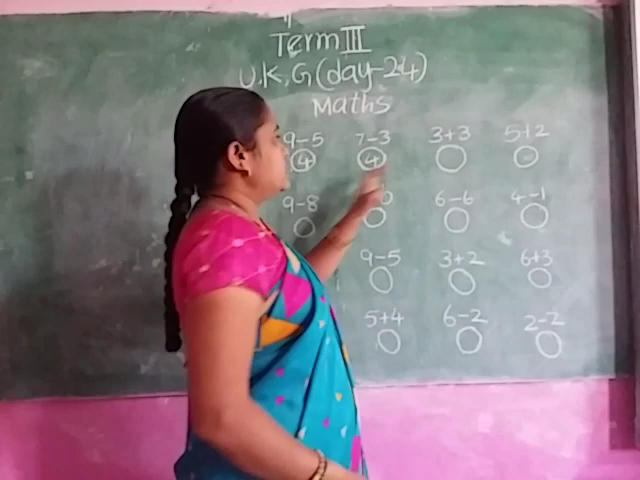 Term III
U.K.G (day-24)
Maths
9-5 7-3 3+3 5+2
4 4
9-8 6-6 4-1
9-5 3+2 6+3
5+4 6-2 2-2